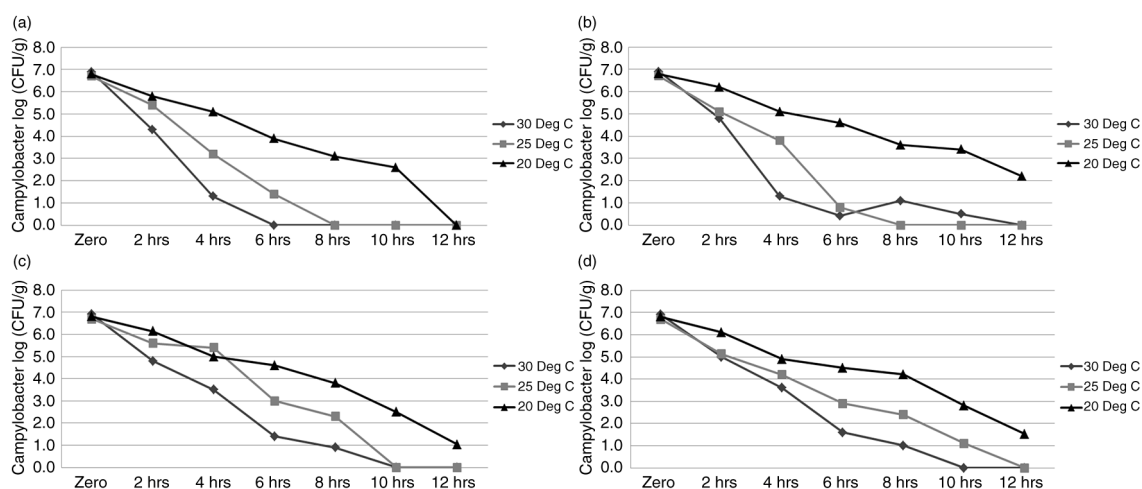 (a)
Campylobacter log (CFU/g)
8.0
7.0
6.0
5.0
4.0
3.0
2.0
1.0
0.0
Zero 2 hrs 4 hrs 6 hrs 8 hrs 10 hrs 12 hrs
30 Deg C
25 Deg C
20 Deg C
(b)
Campylobacter log (CFU/g)
8.0
7.0
6.0
5.0
4.0
3.0
2.0
1.0
0.0
Zero 2 hrs 4 hrs 6 hrs 8 hrs 10 hrs 12 hrs
30 Deg C
25 Deg C
20 Deg C
(c)
Campylobacter log (CFU/g)
8.0
7.0
6.0
5.0
4.0
3.0
2.0
1.0
0.0
Zero 2 hrs 4 hrs 6 hrs 8 hrs 10 hrs 12 hrs
30 Deg C
25 Deg C
20 Deg C
(d)
Campylobacter log (CFU/g)
8.0
7.0
6.0
5.0
4.0
3.0
2.0
1.0
0.0
Zero 2 hrs 4 hrs 6 hrs 8 hrs 10 hrs 12 hrs
30 Deg C
25 Deg C
20 Deg C